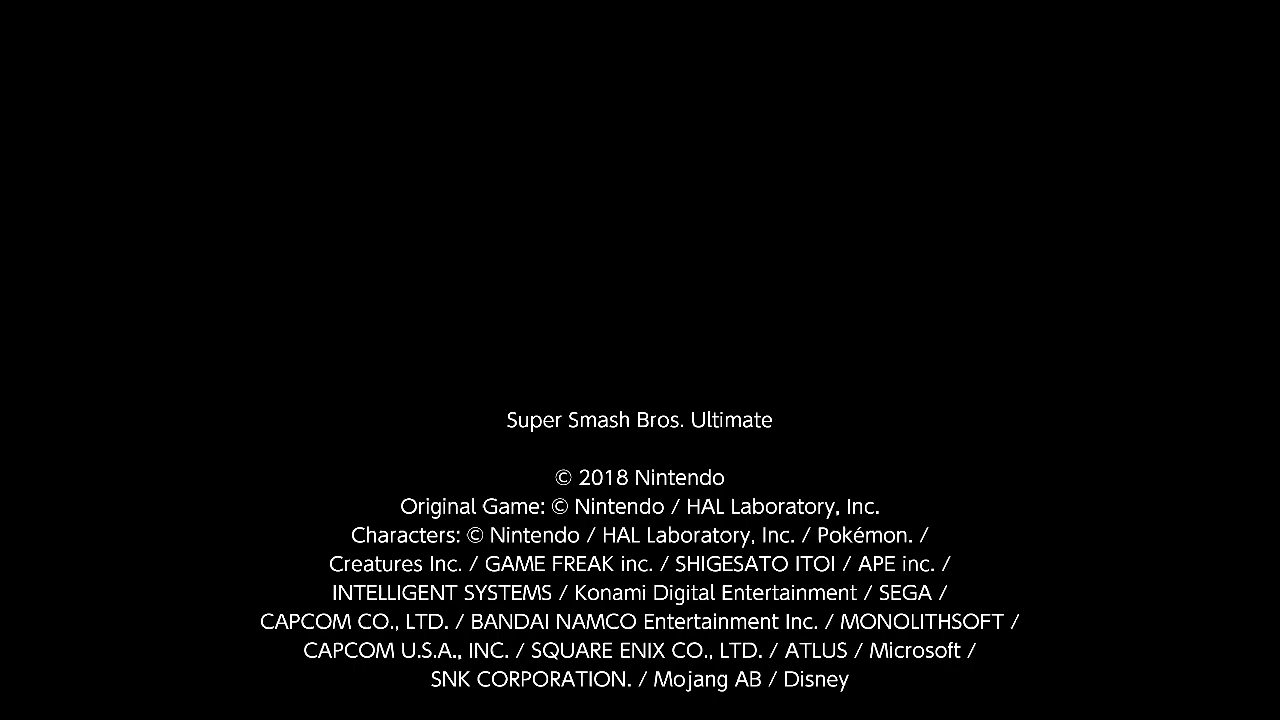 Super Smash Bros. Ultimate
© 2018 Nintendo
Original Game: © Nintendo / HAL Laboratory, Inc.
Characters: © Nintendo / HAL Laboratory, Inc. / Pokémon. /
Creatures Inc. / GAME FREAK inc. / SHIGESATO ITOI / APE inc. /
INTELLIGENT SYSTEMS / Konami Digital Entertainment / SEGA /
CAPCOM CO., LTD. / BANDAI NAMCO Entertainment Inc. / MONOLITHSOFT /
CAPCOM U.S.A., INC. / SQUARE ENIX CO., LTD. / ATLUS / Microsoft /
SNK CORPORATION. / Mojang AB / Disney